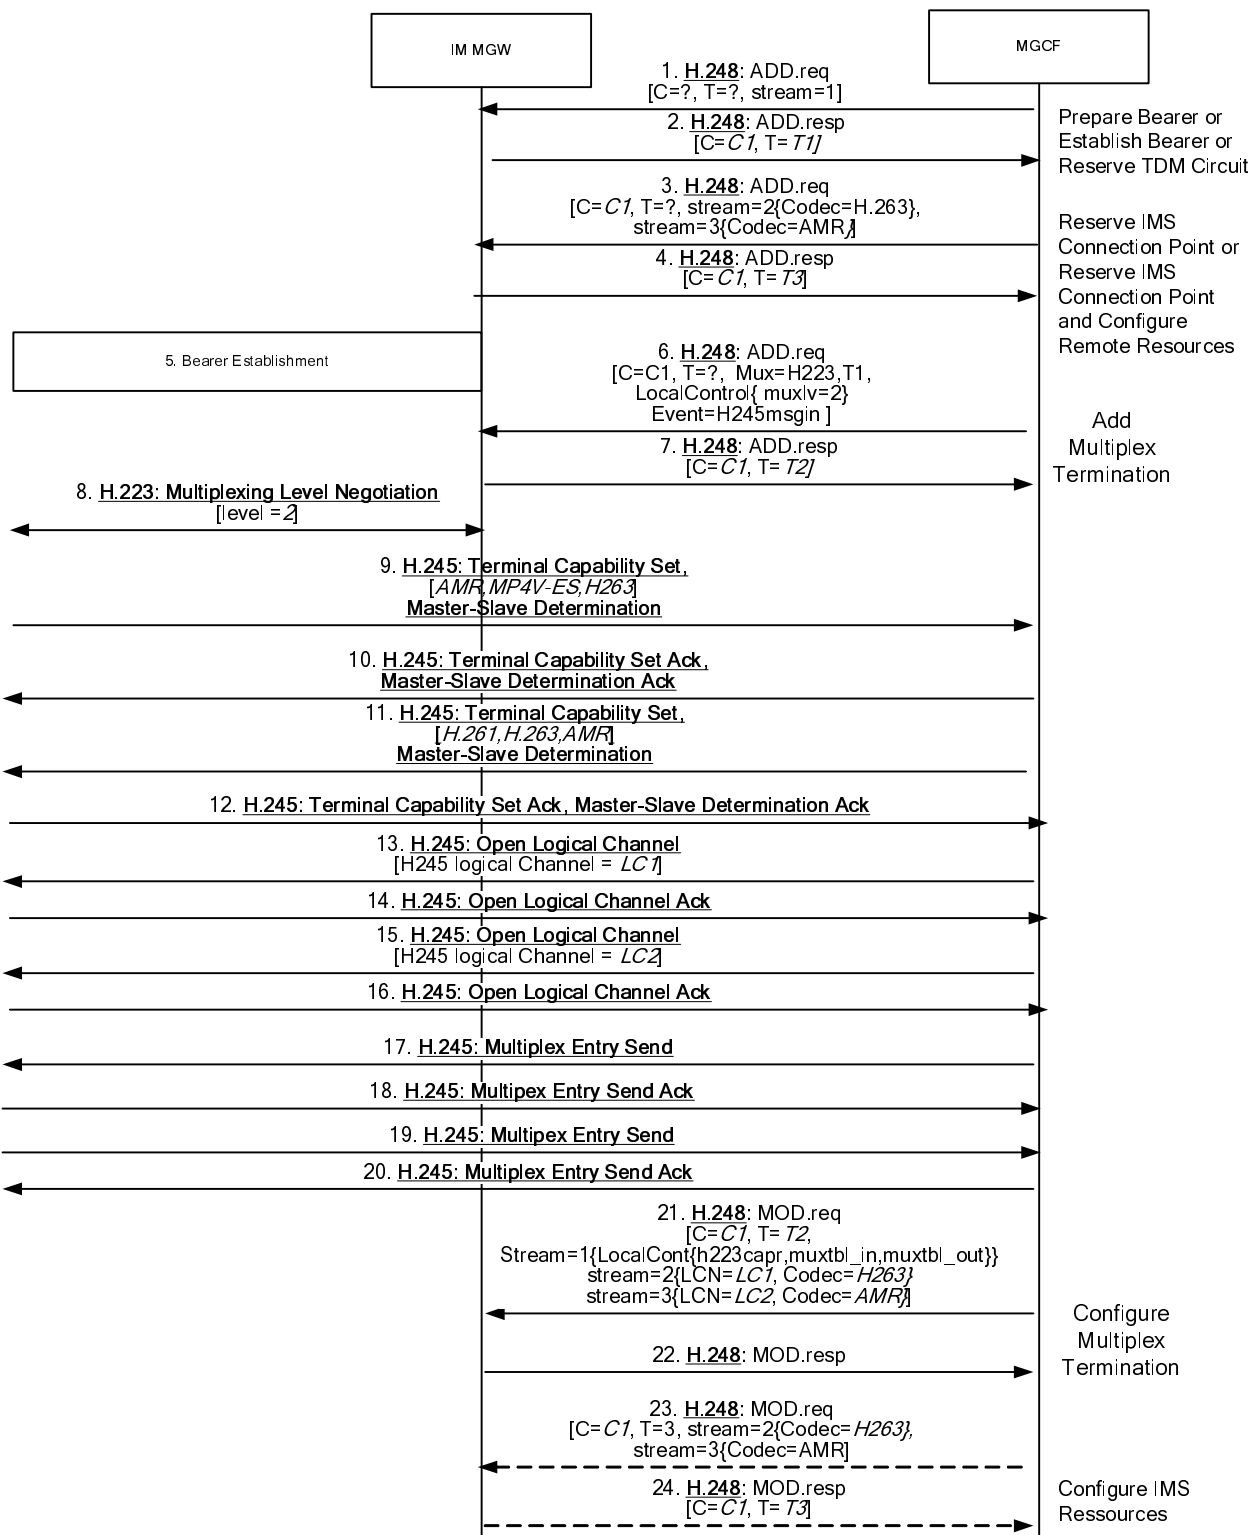 IM MGW
MGCF
1. H.248: ADD.req
[C=?, T=?, stream=1]
2. H.248: ADD.resp
[C=C1, T=T1]
Prepare Bearer or
Establish Bearer or
Reserve TDM Circuit
3. H.248: ADD.req
[C=C1, T=?, stream=2{Codec=H.263},
stream=3{Codec=AMR}]
4. H.248: ADD.resp
[C=C1, T=T3]
Reserve IMS
Connection Point or
Reserve IMS
Connection Point
and Configure
Remote Resources
5. Bearer Establishment
6. H.248: ADD.req
[C=C1, T=?, Mux=H223,T1,
LocalControl{ muxlv=2}
Event=H245msgin ]
7. H.248: ADD.resp
[C=C1, T=T2]
Add
Multiplex
Termination
8. H.223: Multiplexing Level Negotiation
[level =2]
9. H.245: Terminal Capability Set,
[AMR,MP4V-ES,H263]
Master-Slave Determination
10. H.245: Terminal Capability Set Ack,
Master-Slave Determination Ack
11. H.245: Terminal Capability Set,
[H.261,H.263,AMR]
Master-Slave Determination
12. H.245: Terminal Capability Set Ack, Master-Slave Determination Ack
13. H.245: Open Logical Channel
[H245 logical Channel = LC1]
14. H.245: Open Logical Channel Ack
15. H.245: Open Logical Channel
[H245 logical Channel = LC2]
16. H.245: Open Logical Channel Ack
17. H.245: Multiplex Entry Send
18. H.245: Multipex Entry Send Ack
19. H.245: Multipex Entry Send
20. H.245: Multiplex Entry Send Ack
21. H.248: MOD.req
[C=C1, T=T2,
Stream=1{LocalCont{h223capr,muxtbl_in,muxtbl_out}}
stream=2{LCN=LC1, Codec=H263}
stream=3{LCN=LC2, Codec=AMR}]
22. H.248: MOD.resp
Configure
Multiplex
Termination
23. H.248: MOD.req
[C=C1, T=3, stream=2{Codec=H263},
stream=3{Codec=AMR]
24. H.248: MOD.resp
[C=C1, T=T3]
Configure IMS
Ressources